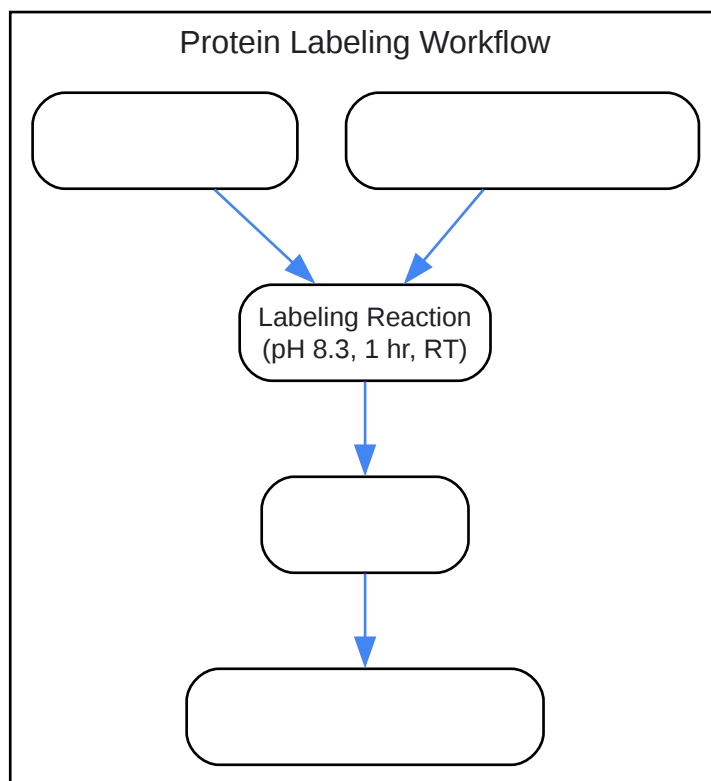 Protein Labeling Workflow
Labeling Reaction
(pH 8.3, 1 hr, RT)